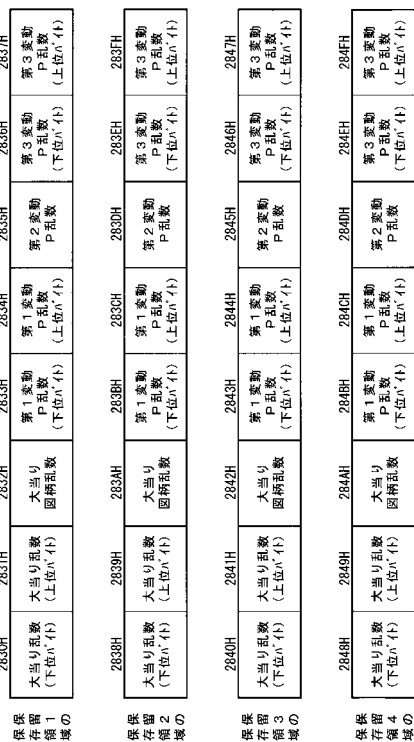 保留1の
保存領域
2830H
大当り乱数
(下位バイト)
2831H
大当り乱数
(上位バイト)
2832H
大当り
図柄乱数
2833H
第1変動
P乱数
(下位バイト)
2834H
第1変動
P乱数
(上位バイト)
2835H
第2変動
P乱数
2836H
第3変動
P乱数
(下位バイト)
2837H
第3変動
P乱数
(上位バイト)
保留2の
保存領域
2838H
大当り乱数
(下位バイト)
2839H
大当り乱数
(上位バイト)
283AH
大当り
図柄乱数
283BH
第1変動
P乱数
(下位バイト)
283CH
第1変動
P乱数
(上位バイト)
283DH
第2変動
P乱数
283EH
第3変動
P乱数
(下位バイト)
283FH
第3変動
P乱数
(上位バイト)
保留3の
保存領域
2840H
大当り乱数
(下位バイト)
2841H
大当り乱数
(上位バイト)
2842H
大当り
図柄乱数
2843H
第1変動
P乱数
(下位バイト)
2844H
第1変動
P乱数
(上位バイト)
2845H
第2変動
P乱数
2846H
第3変動
P乱数
(下位バイト)
2847H
第3変動
P乱数
(上位バイト)
保留4の
保存領域
2848H
大当り乱数
(下位バイト)
2849H
大当り乱数
(上位バイト)
284AH
大当り
図柄乱数
284BH
第1変動
P乱数
(下位バイト)
284CH
第1変動
P乱数
(上位バイト)
284DH
第2変動
P乱数
284EH
第3変動
P乱数
(下位バイト)
284FH
第3変動
P乱数
(上位バイト)